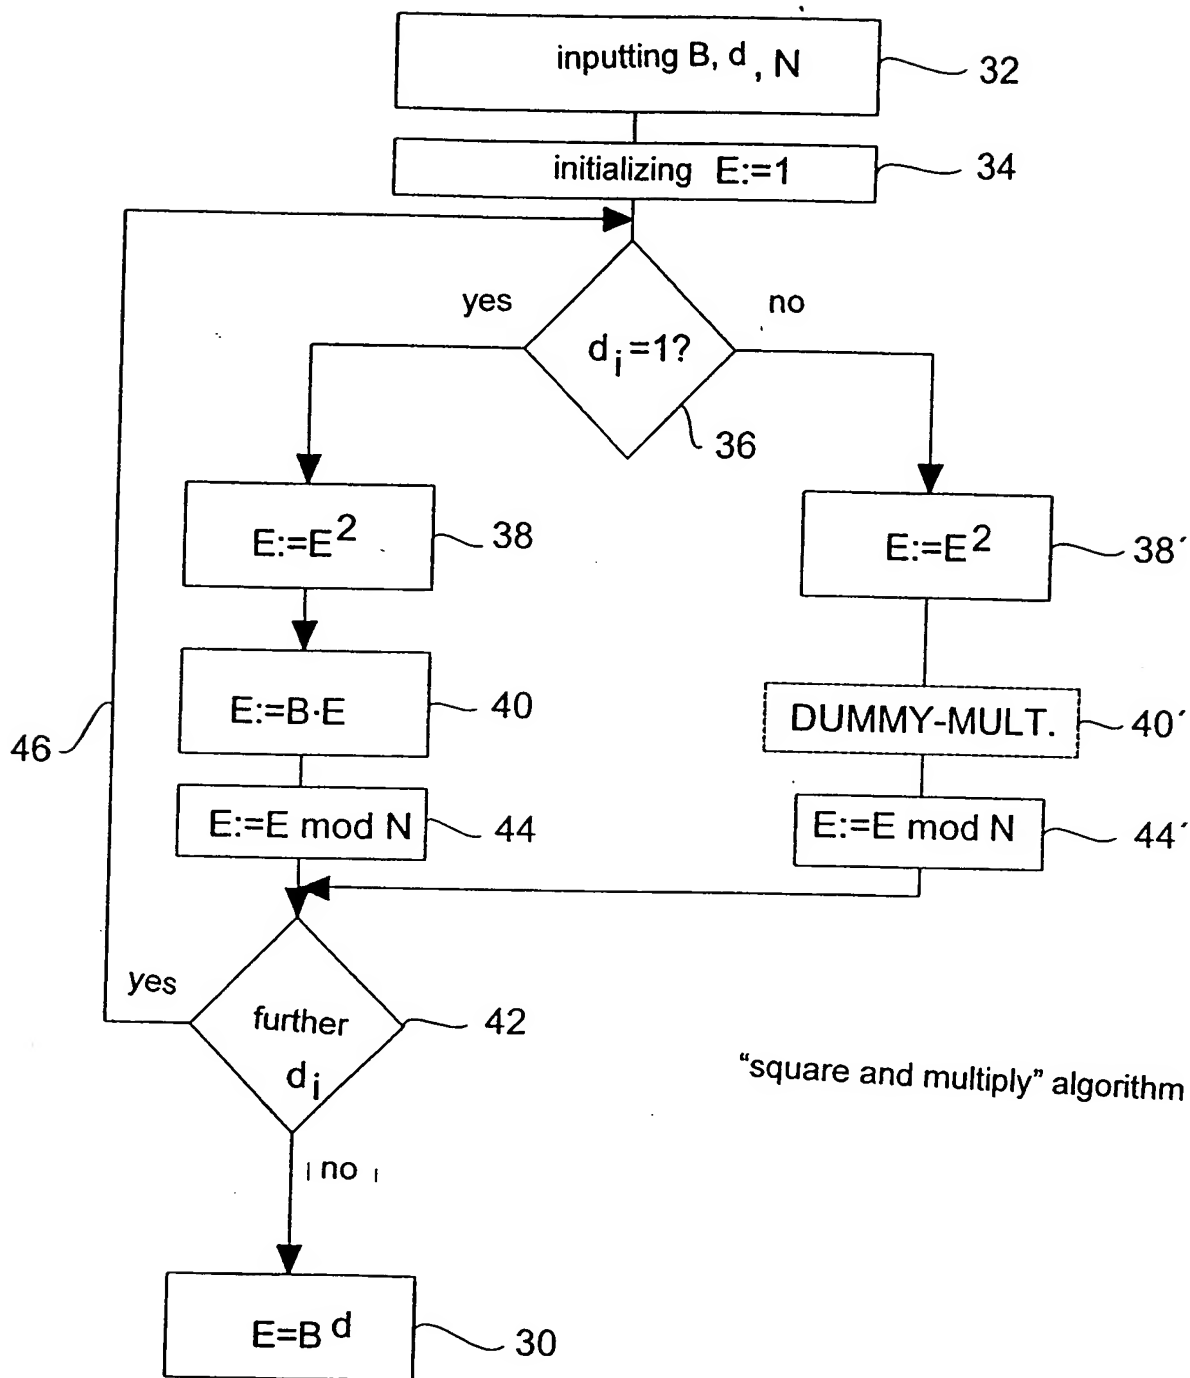 inputting B, d, N
32
initializing E:=1
34
yes
no
d i =1?
36
E:=E 2
38
E:=E 2
38´
E:=B·E
40
DUMMY-MULT.
40´
46
E:=E mod N
44
E:=E mod N
44´
yes
further
d i
42
"square and multiply" algorithm
no
E=B d
30